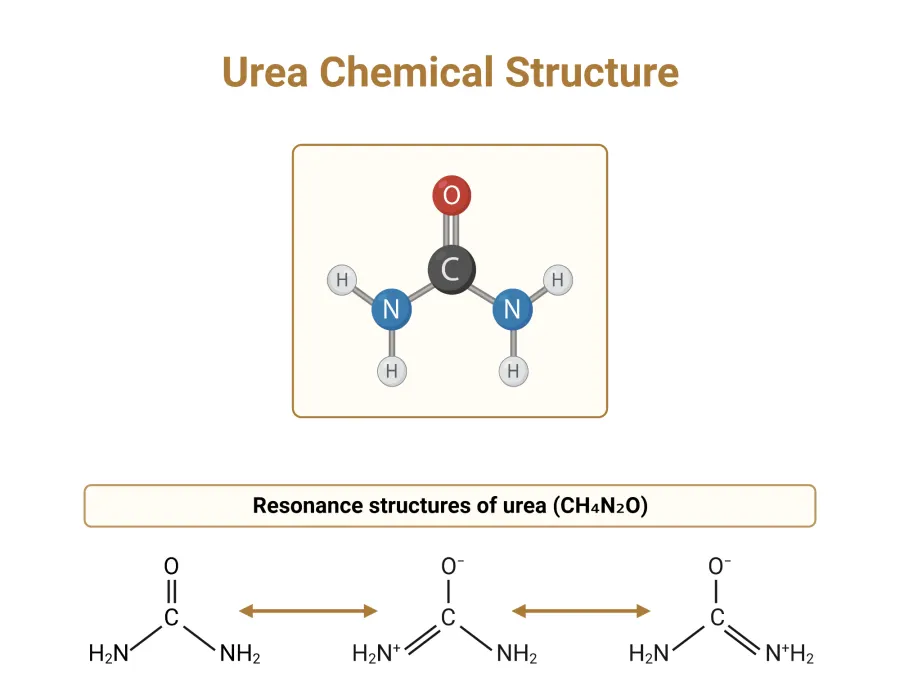 Urea Chemical Structure
O
C
H H
N N
H H
Resonance structures of urea (CH₄N₂O)
O O⁻ O⁻
C C C
H₂N NH₂ H₂N⁺ NH₂ H₂N N⁺H₂